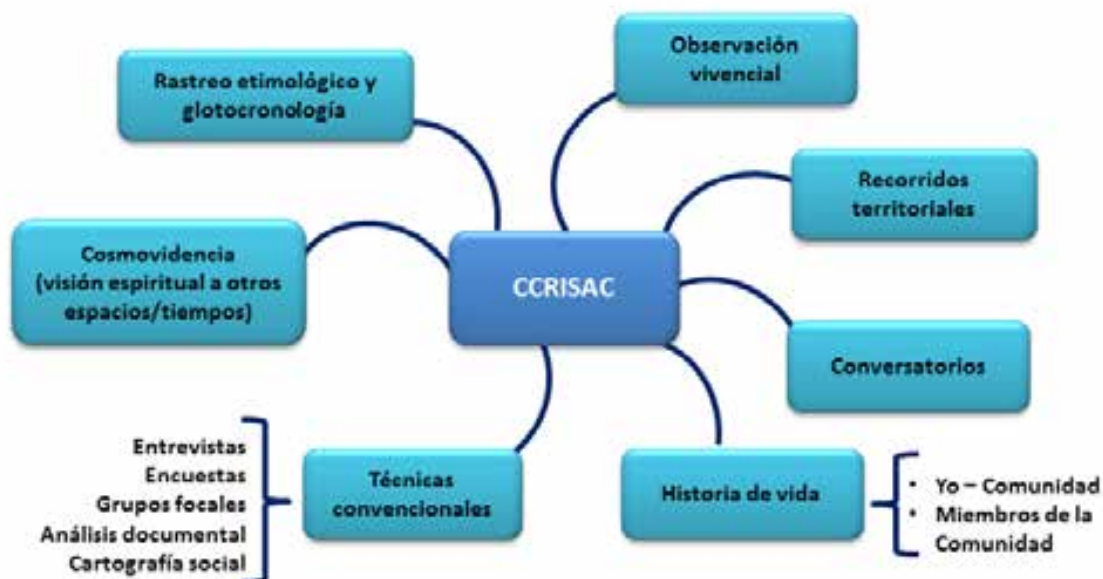 Observación
vivencial
Rastreo etimológico y
glotocronología
Recorridos
territoriales
Cosmovidencia
(visión espiritual a otros
espacios/tiempos)
CCRISAC
Conversatorios
Entrevistas
Encuestas
Grupos focales
Análisis documental
Cartografía social
Técnicas
convencionales
Historia de vida
• Yo – Comunidad
• Miembros de la
Comunidad